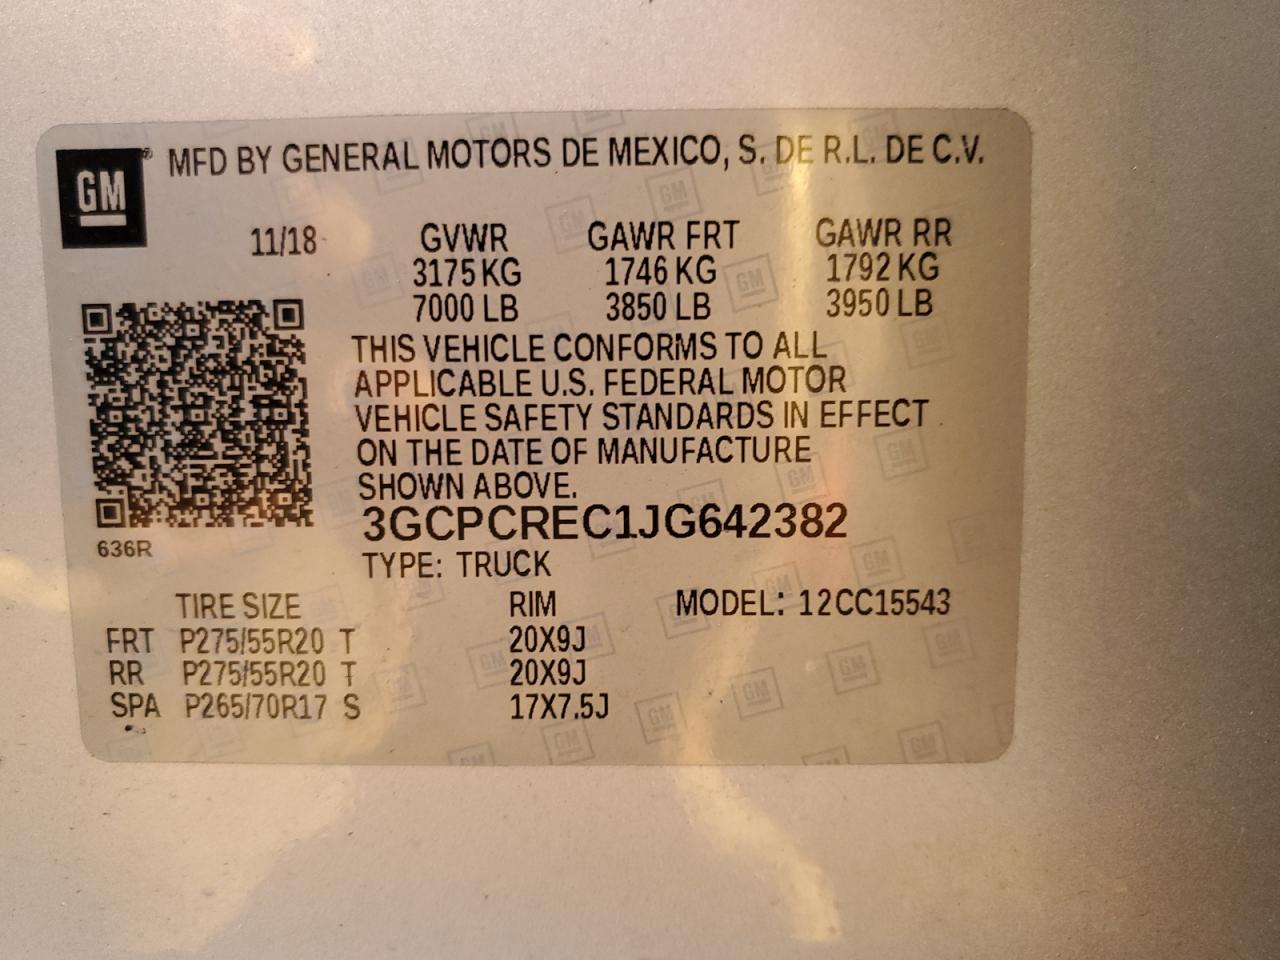 GM ® MFD BY GENERAL MOTORS DE MEXICO, S. DE R.L. DE C.V.
11/18 GVWR GAWR FRT GAWR RR
3175 KG 1746 KG 1792 KG
7000 LB 3850 LB 3950 LB
THIS VEHICLE CONFORMS TO ALL
APPLICABLE U.S. FEDERAL MOTOR
VEHICLE SAFETY STANDARDS IN EFFECT
ON THE DATE OF MANUFACTURE
SHOWN ABOVE.
3GCPCREC1JG642382
636R
TYPE: TRUCK
TIRE SIZE RIM MODEL: 12CC15543
FRT P275/55R20 T 20X9J
RR P275/55R20 T 20X9J
SPA P265/70R17 S 17X7.5J